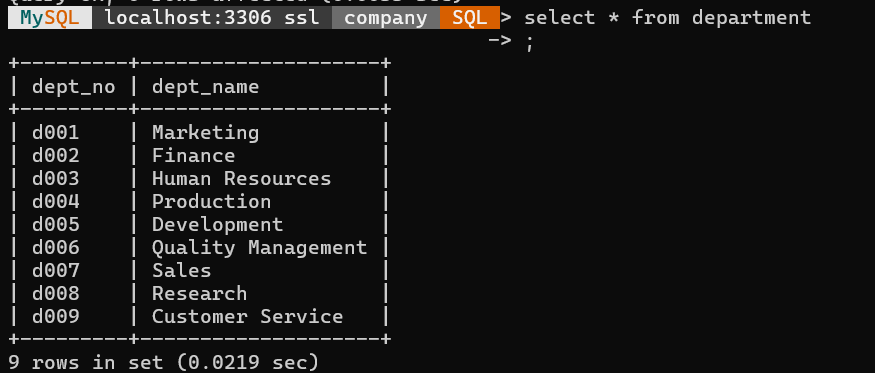 MySQL localhost:3306 ssl company SQL > select * from department
-> ;
+---------+--------------------+
| dept_no | dept_name          |
+---------+--------------------+
| d001    | Marketing          |
| d002    | Finance            |
| d003    | Human Resources    |
| d004    | Production         |
| d005    | Development        |
| d006    | Quality Management |
| d007    | Sales              |
| d008    | Research           |
| d009    | Customer Service   |
+---------+--------------------+
9 rows in set (0.0219 sec)